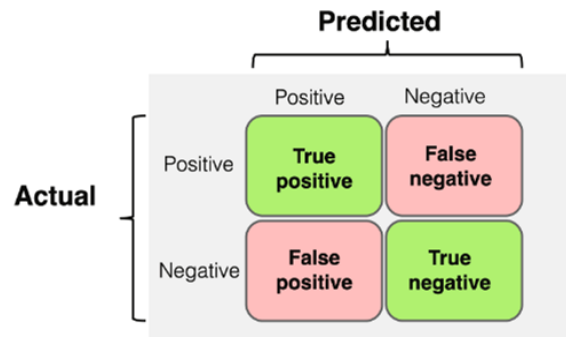 Predicted
Positive Negative
Positive
True
positive
False
negative
Actual
Negative
False
positive
True
negative